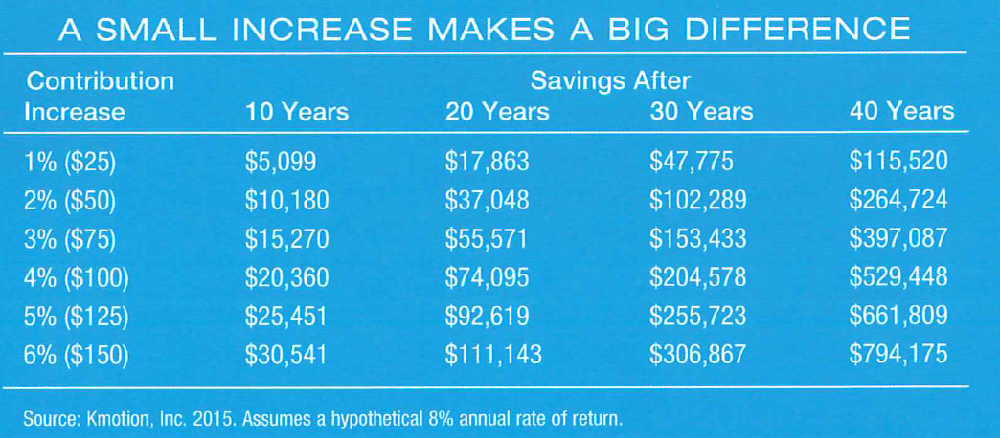 A SMALL INCREASE MAKES A BIG DIFFERENCE
Contribution Savings After
Increase 10 Years 20 Years 30 Years 40 Years
1% ($25) $5,099 $17,863 $47,775 $115,520
2% ($50) $10,180 $37,048 $102,289 $264,724
3% ($75) $15,270 $55,571 $153,433 $397,087
4% ($100) $20,360 $74,095 $204,578 $529,448
5% ($125) $25,451 $92,619 $255,723 $661,809
6% ($150) $30,541 $111,143 $306,867 $794,175
Source: Kmotion, Inc. 2015. Assumes a hypothetical 8% annual rate of return.